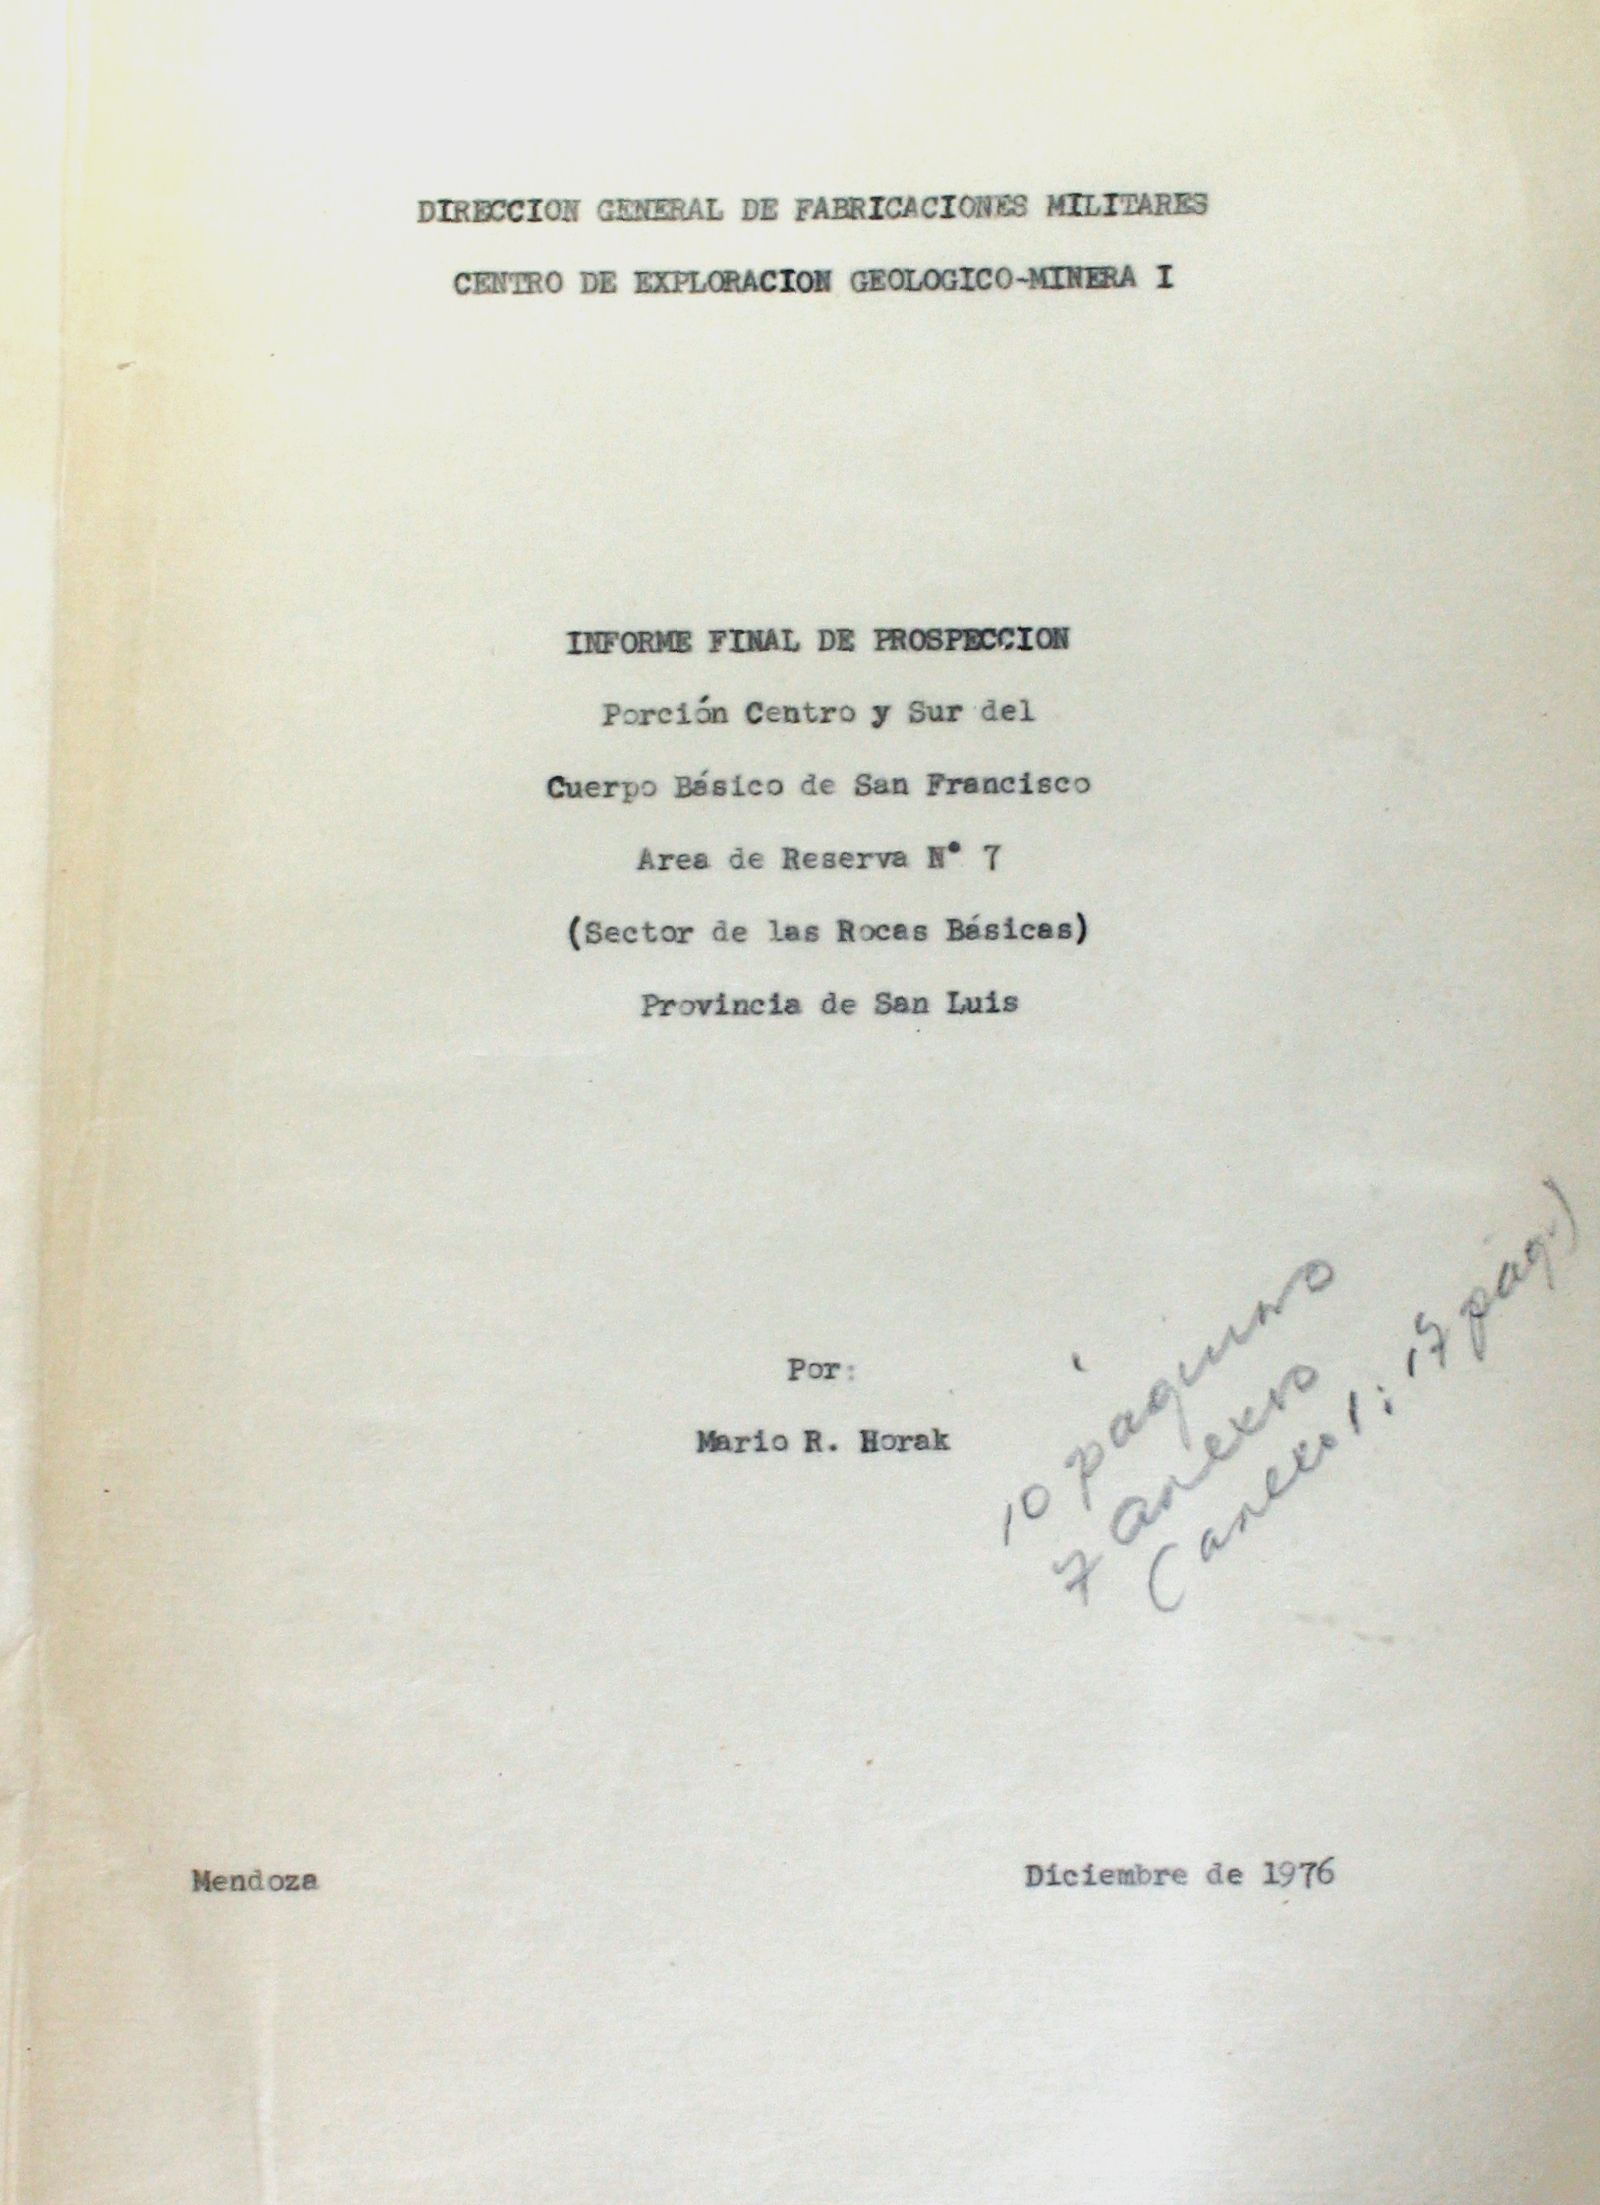 DIRECCION GENERAL DE FABRICACIONES MILITARES
CENTRO DE EXPLORACION GEOLOGICO-MINERA I
INFORME FINAL DE PROSPECCION
Porción Centro y Sur del
Cuerpo Básico de San Francisco
Area de Reserva N° 7
(Sector de las Rocas Básicas)
Provincia de San Luis
Por:
Mario R. Horak
10 páginas
7 anexos
(anexo 1: 17 pág.)
Mendoza
Diciembre de 1976